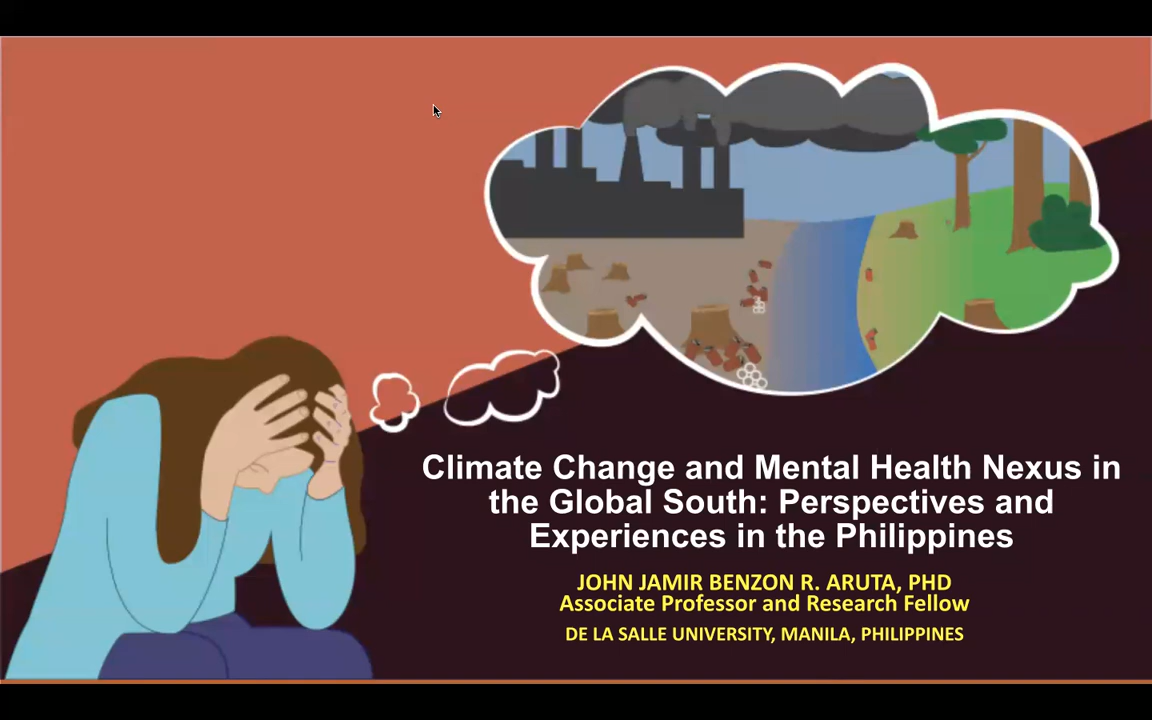 Climate Change and Mental Health Nexus in
the Global South: Perspectives and
Experiences in the Philippines
JOHN JAMIR BENZON R. ARUTA, PHD
Associate Professor and Research Fellow
DE LA SALLE UNIVERSITY, MANILA, PHILIPPINES